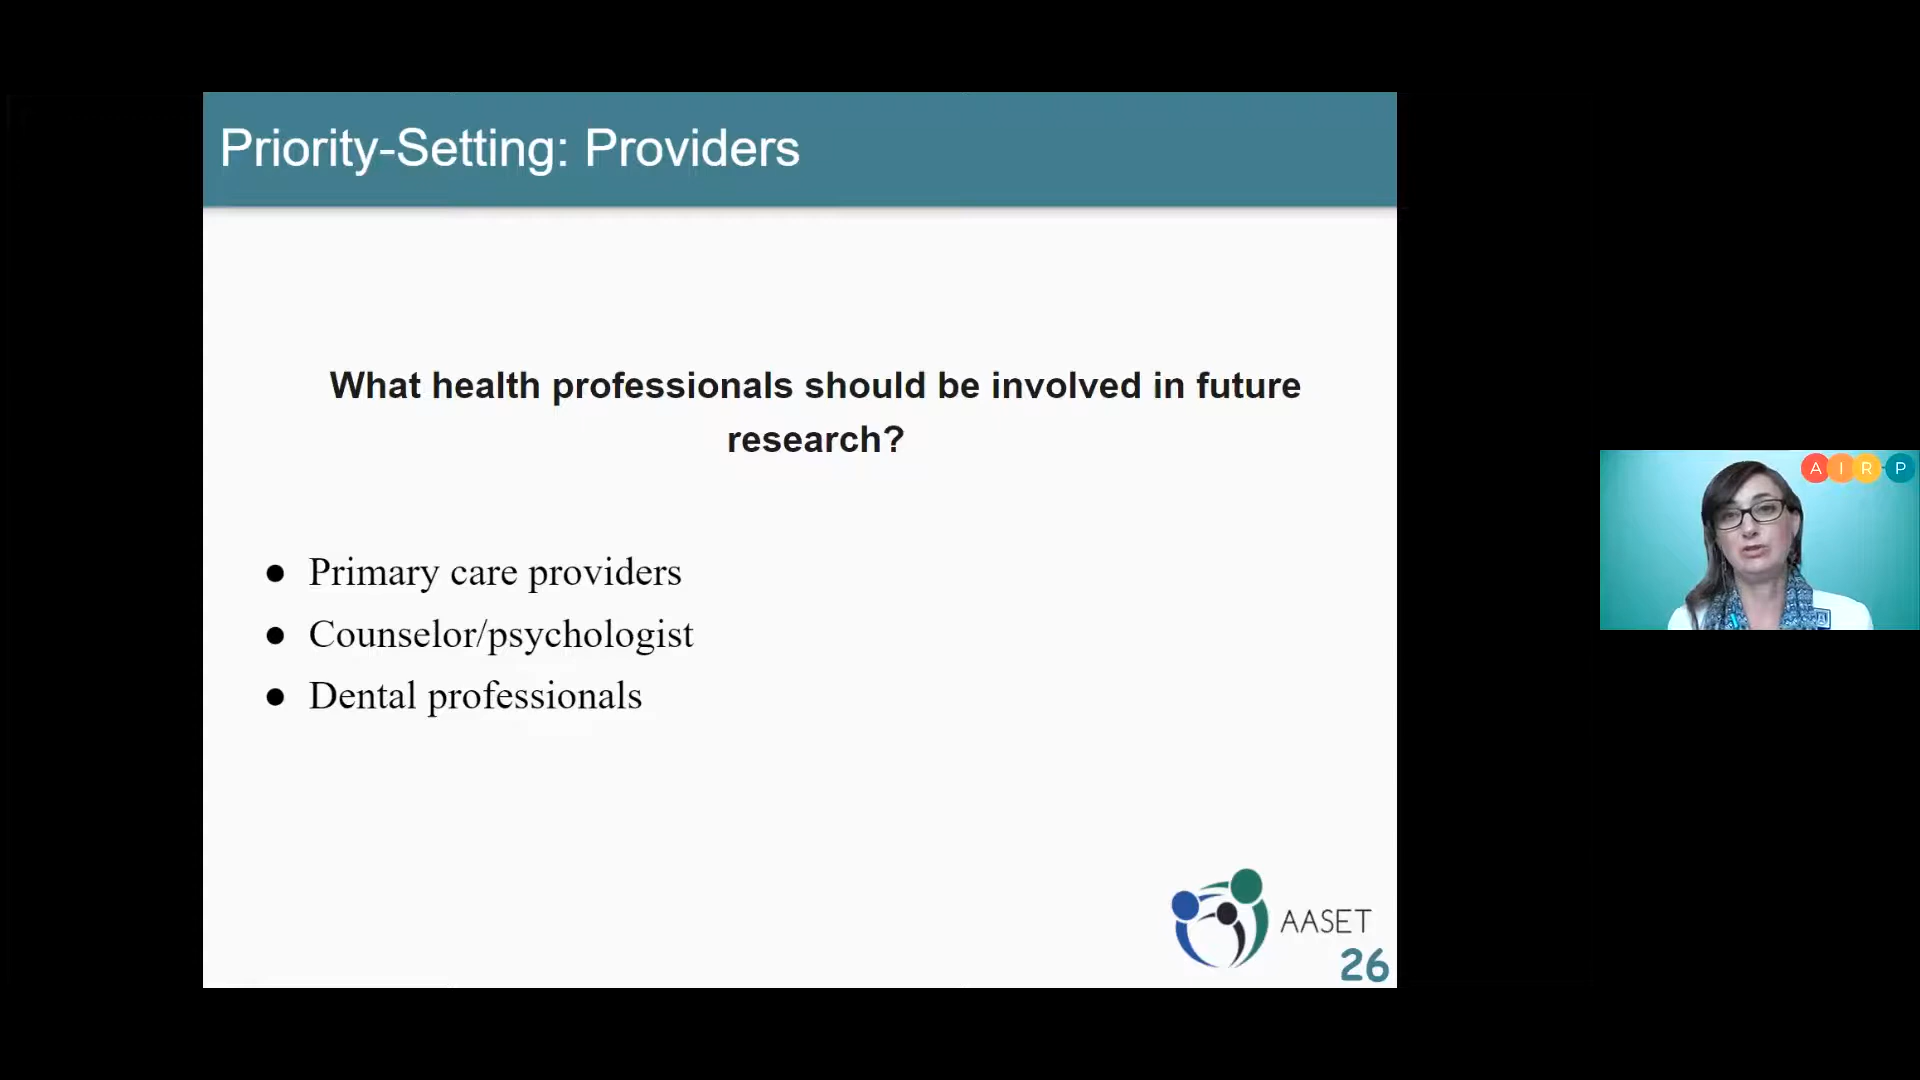 Priority-Setting: Providers
What health professionals should be involved in future
research?
● Primary care providers
● Counselor/psychologist
● Dental professionals
AASET
26
A I R - P